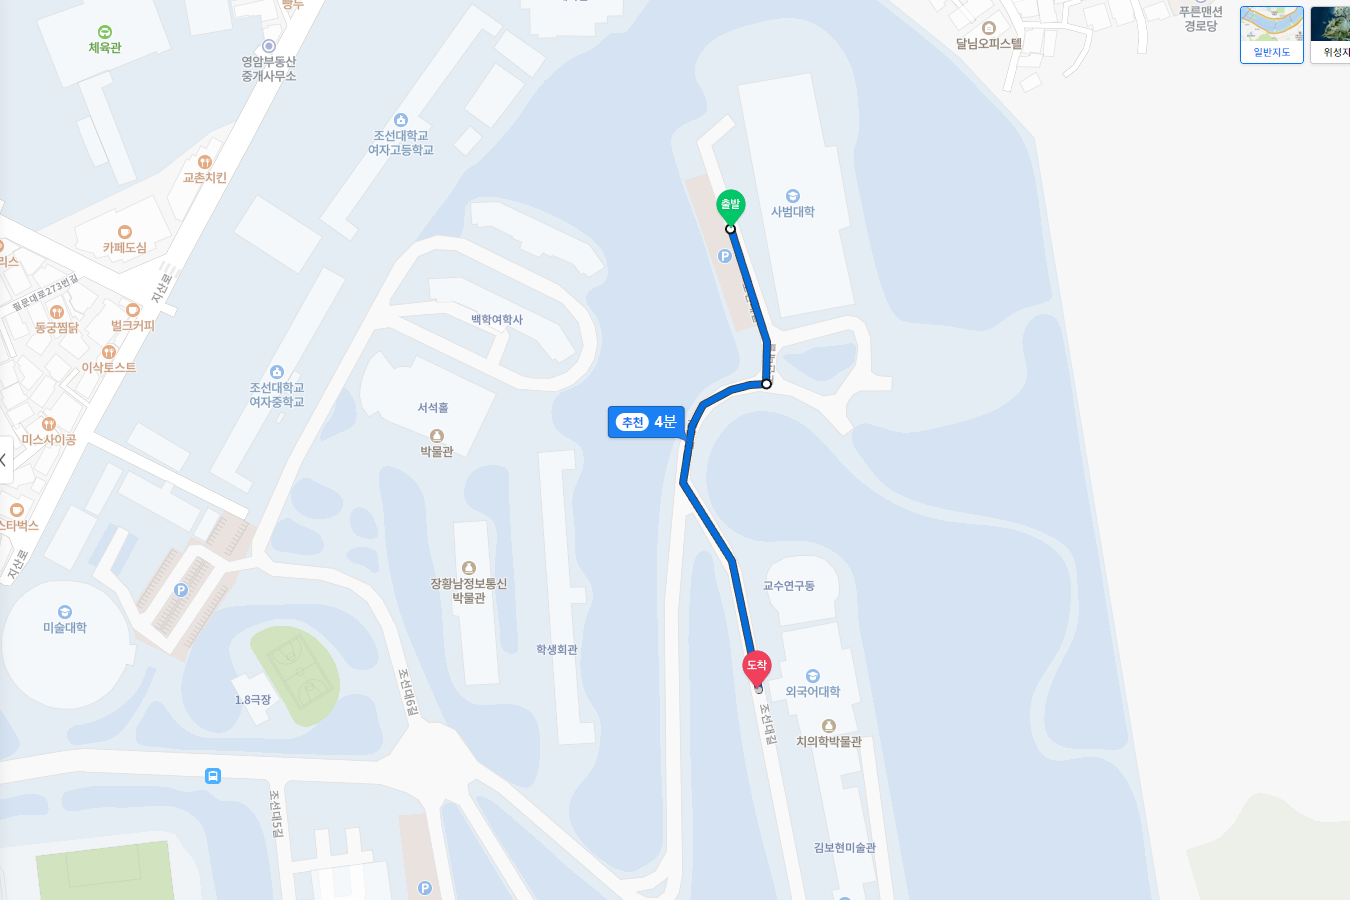 빵누
체육관
영암부동산
중개사무소
달님오피스텔
푸른맨션
경로당
일반지도
위성지
조선대학교
여자고등학교
교촌치킨
카페도심
리스
필문대로273번길
지산로
동궁찜닭
벌크커피
이삭토스트
출발
사범대학
P
백학여학사
조선대학교
여자중학교
서석홀
박물관
추천 4분
미스사이공
스타벅스
지산로
P
미술대학
장황남정보통신
박물관
교수연구동
학생회관
도착
외국어대학
1.8극장
조선대6길
조선대길
치의학박물관
조선대5길
김보현미술관
P